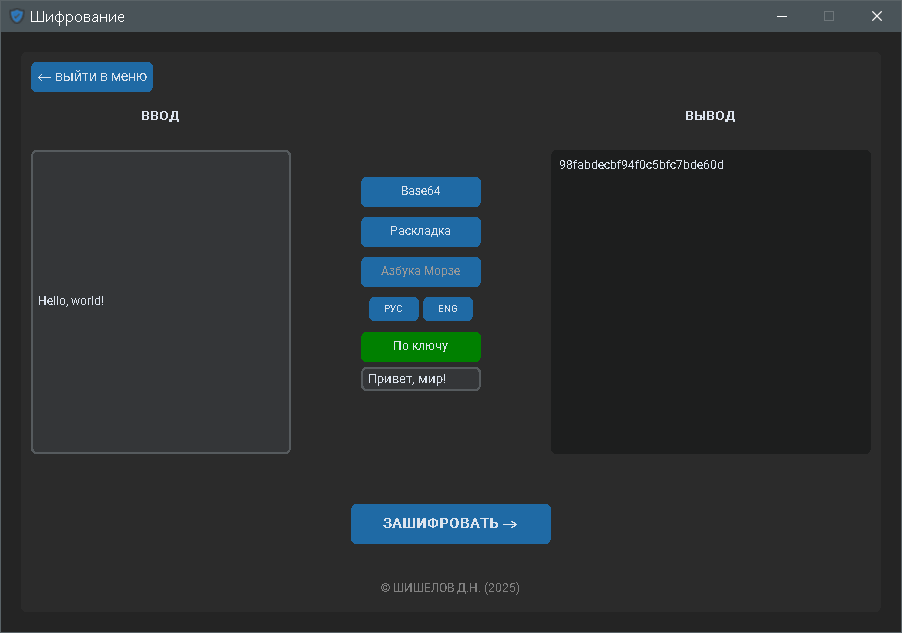 Шифрование
← выйти в меню
ВВОД
ВЫВОД
Hello, world!
Base64
Раскладка
Азбука Морзе
РУС
ENG
По ключу
Привет, мир!
98fabdecbf94f0c5bfc7bde60d
ЗАШИФРОВАТЬ →
© ШИШЕЛОВ Д.Н. (2025)